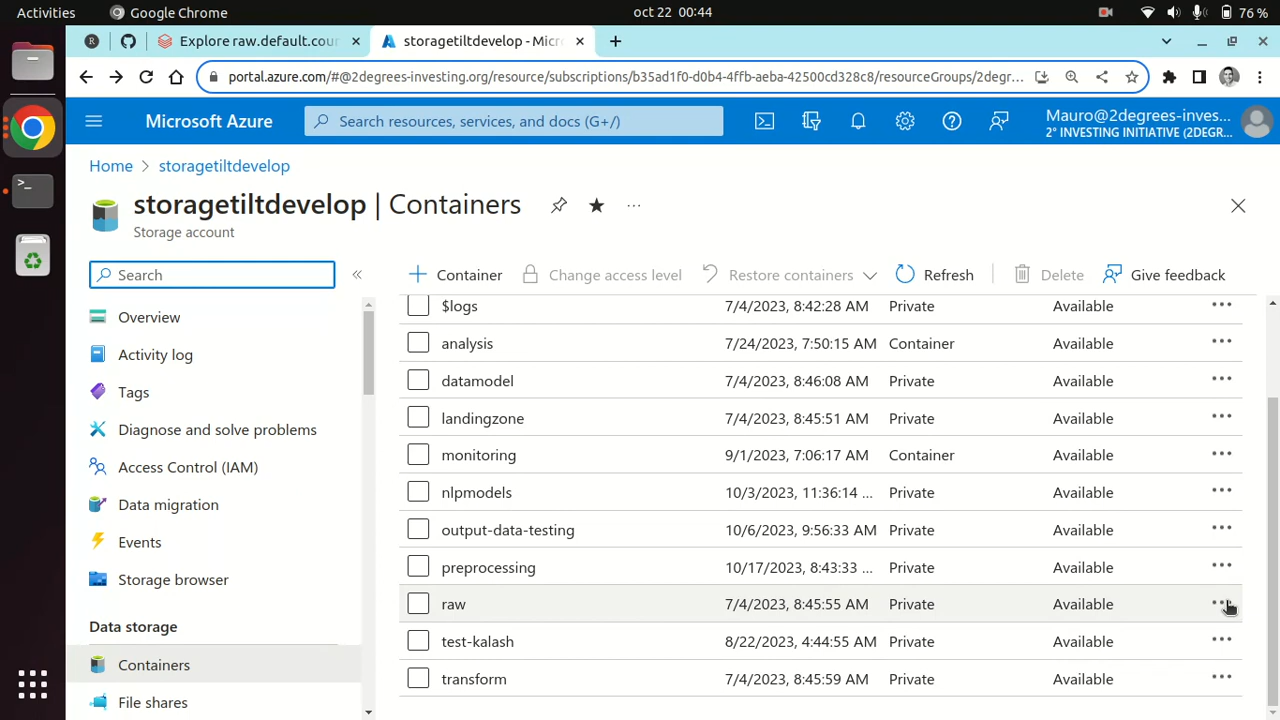 Activities Google Chrome oct 22 00:44 76 %
Explore raw.default.cour storagetiltdevelop - Micr
portal.azure.com/#@2degrees-investing.org/resource/subscriptions/b35ad1f0-d0b4-4ffb-aeba-42500cd328c8/resourceGroups/2degr...
Microsoft Azure Search resources, services, and docs (G+/) Mauro@2degrees-inves...
2° INVESTING INITIATIVE (2DEGR...
Home > storagetiltdevelop
storagetiltdevelop | Containers
Storage account
Search
Container Change access level Restore containers Refresh Delete Give feedback
Overview
Activity log
Tags
Diagnose and solve problems
Access Control (IAM)
Data migration
Events
Storage browser
Data storage
Containers
File shares
$logs 7/4/2023, 8:42:28 AM Private Available
analysis 7/24/2023, 7:50:15 AM Container Available
datamodel 7/4/2023, 8:46:08 AM Private Available
landingzone 7/4/2023, 8:45:51 AM Private Available
monitoring 9/1/2023, 7:06:17 AM Container Available
nlpmodels 10/3/2023, 11:36:14 ... Private Available
output-data-testing 10/6/2023, 9:56:33 AM Private Available
preprocessing 10/17/2023, 8:43:33 ... Private Available
raw 7/4/2023, 8:45:55 AM Private Available
test-kalash 8/22/2023, 4:44:55 AM Private Available
transform 7/4/2023, 8:45:59 AM Private Available